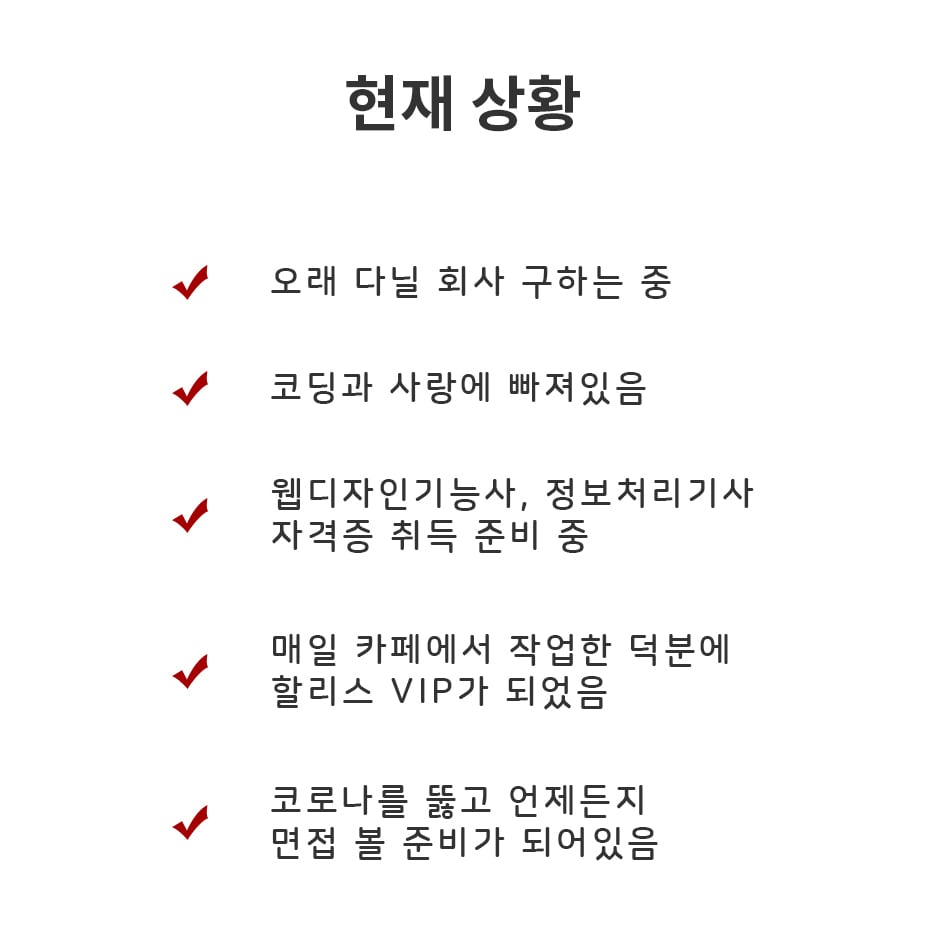 현재 상황
오래 다닐 회사 구하는 중
코딩과 사랑에 빠져있음
웹디자인기능사, 정보처리기사
자격증 취득 준비 중
매일 카페에서 작업한 덕분에
할리스 VIP가 되었음
코로나를 뚫고 언제든지
면접 볼 준비가 되어있음